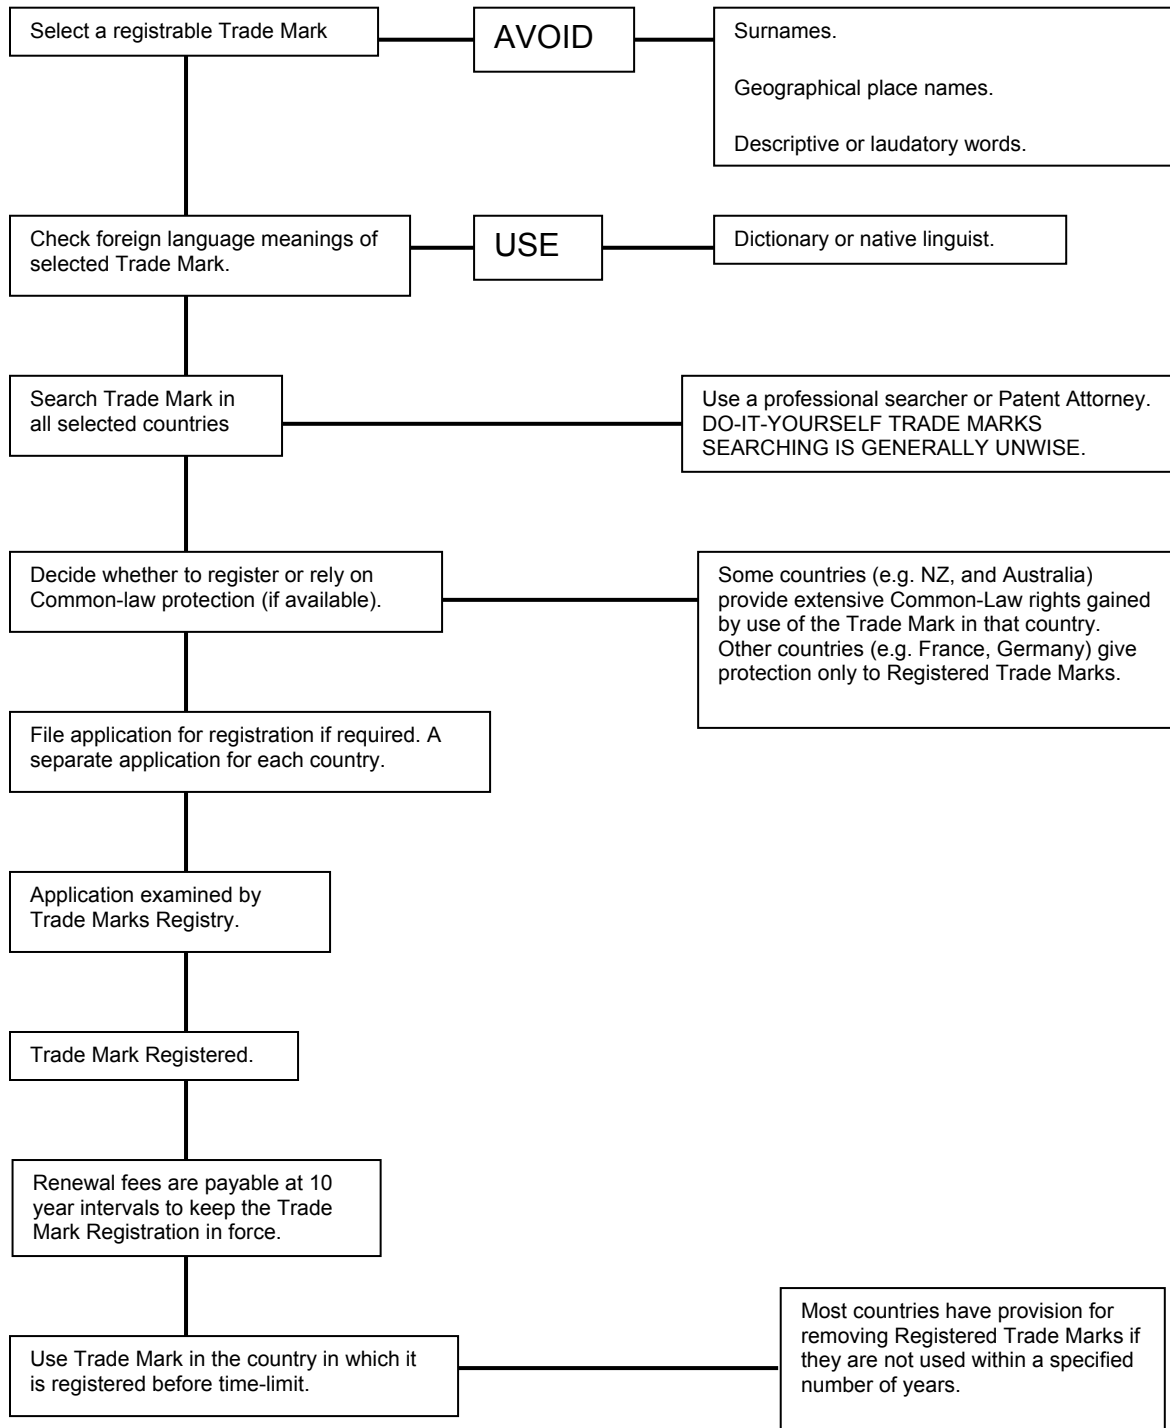 Select a registrable Trade Mark
AVOID
Surnames.
Geographical place names.
Descriptive or laudatory words.
Check foreign language meanings of
selected Trade Mark.
USE
Dictionary or native linguist.
Search Trade Mark in
all selected countries
Use a professional searcher or Patent Attorney.
DO-IT-YOURSELF TRADE MARKS
SEARCHING IS GENERALLY UNWISE.
Decide whether to register or rely on
Common-law protection (if available).
Some countries (e.g. NZ, and Australia)
provide extensive Common-Law rights gained
by use of the Trade Mark in that country.
Other countries (e.g. France, Germany) give
protection only to Registered Trade Marks.
File application for registration if required. A
separate application for each country.
Application examined by
Trade Marks Registry.
Trade Mark Registered.
Renewal fees are payable at 10
year intervals to keep the Trade
Mark Registration in force.
Use Trade Mark in the country in which it
is registered before time-limit.
Most countries have provision for
removing Registered Trade Marks if
they are not used within a specified
number of years.